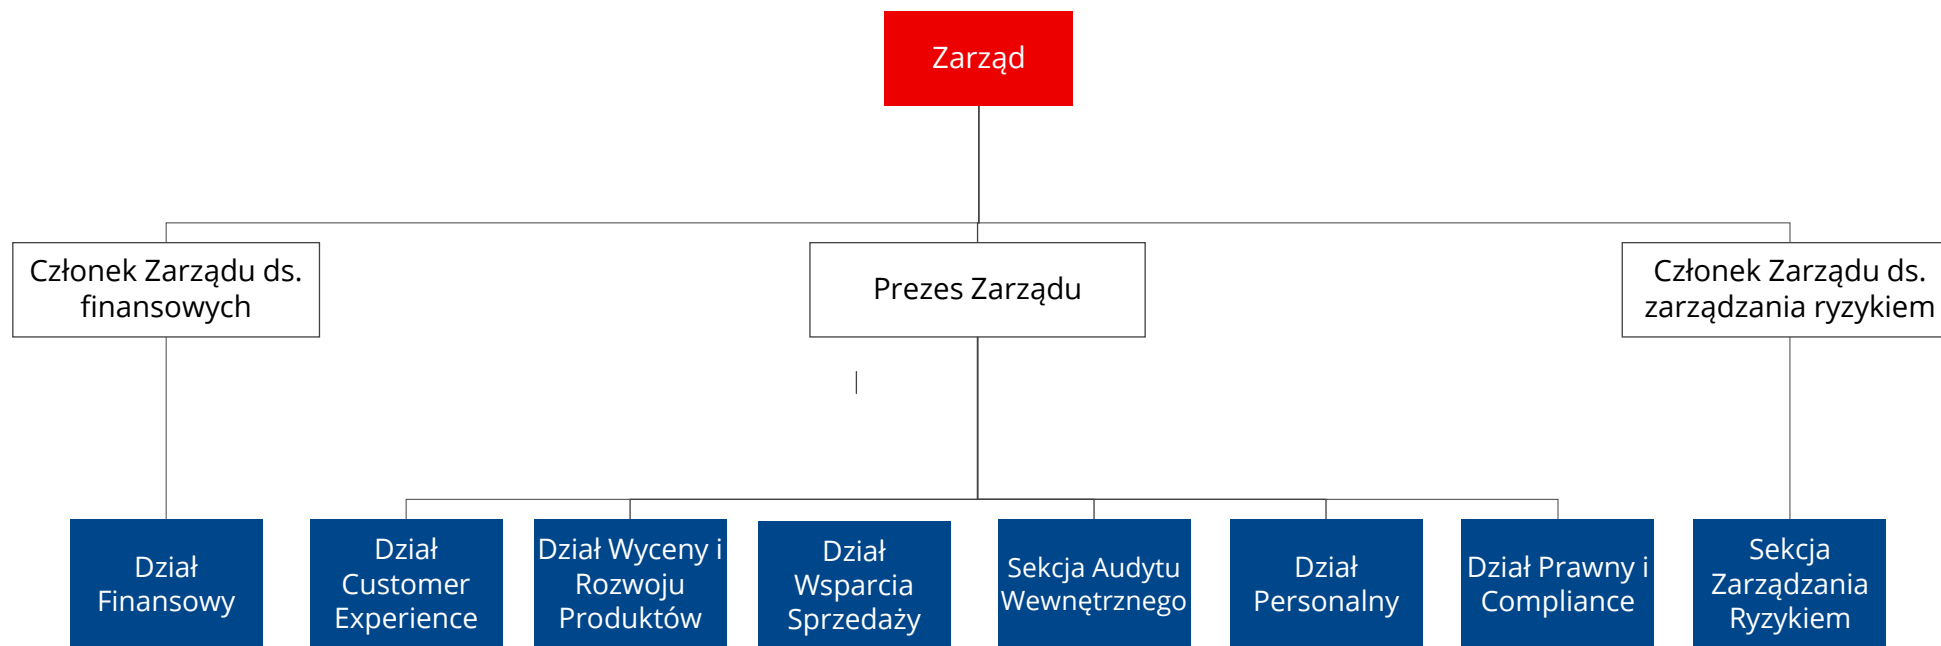 Zarząd
Członek Zarządu ds.
finansowych
Prezes Zarządu
Członek Zarządu ds.
zarządzania ryzykiem
Dział
Finansowy
Dział
Customer
Experience
Dział Wyceny i
Rozwoju
Produktów
Dział
Wsparcia
Sprzedaży
Sekcja Audytu
Wewnętrznego
Dział
Personalny
Dział Prawny i
Compliance
Sekcja
Zarządzania
Ryzykiem